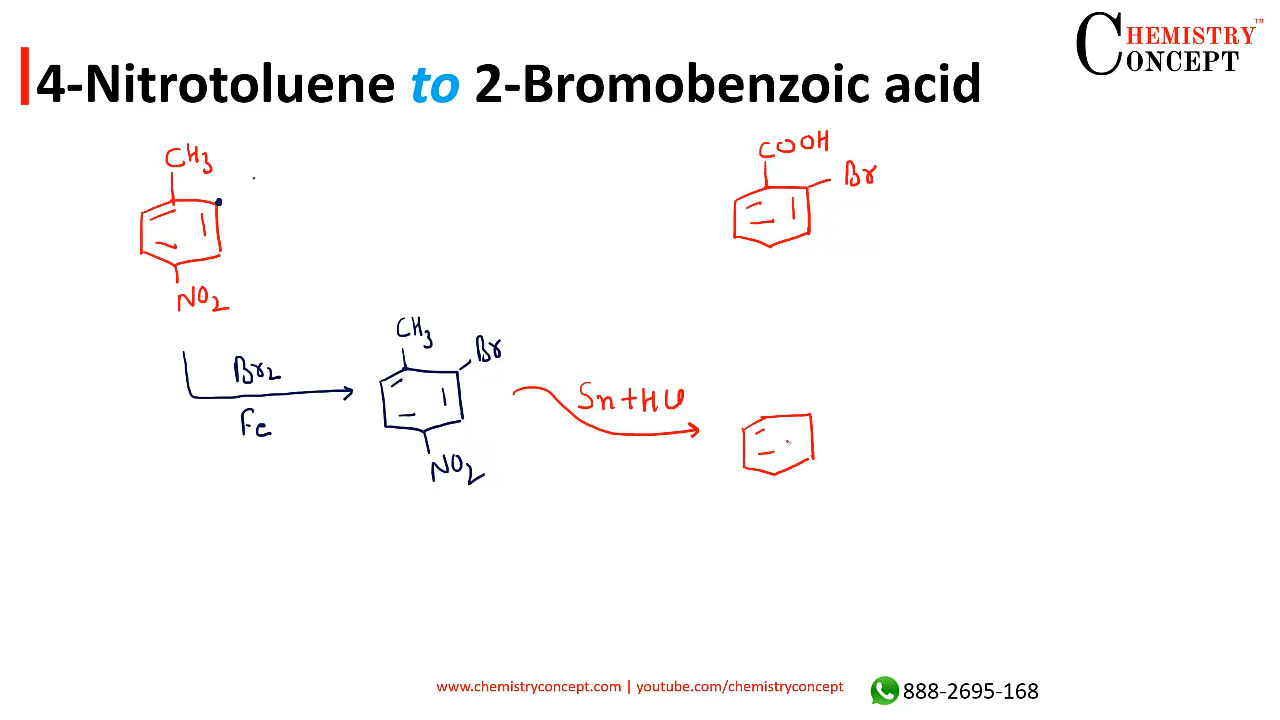 CHEMISTRY CONCEPT™
4-Nitrotoluene to 2-Bromobenzoic acid
CH3
NO2
COOH
Br
Br2
Fe
CH3
Br
NO2
Sn+HCl
www.chemistryconcept.com | youtube.com/chemistryconcept
888-2695-168